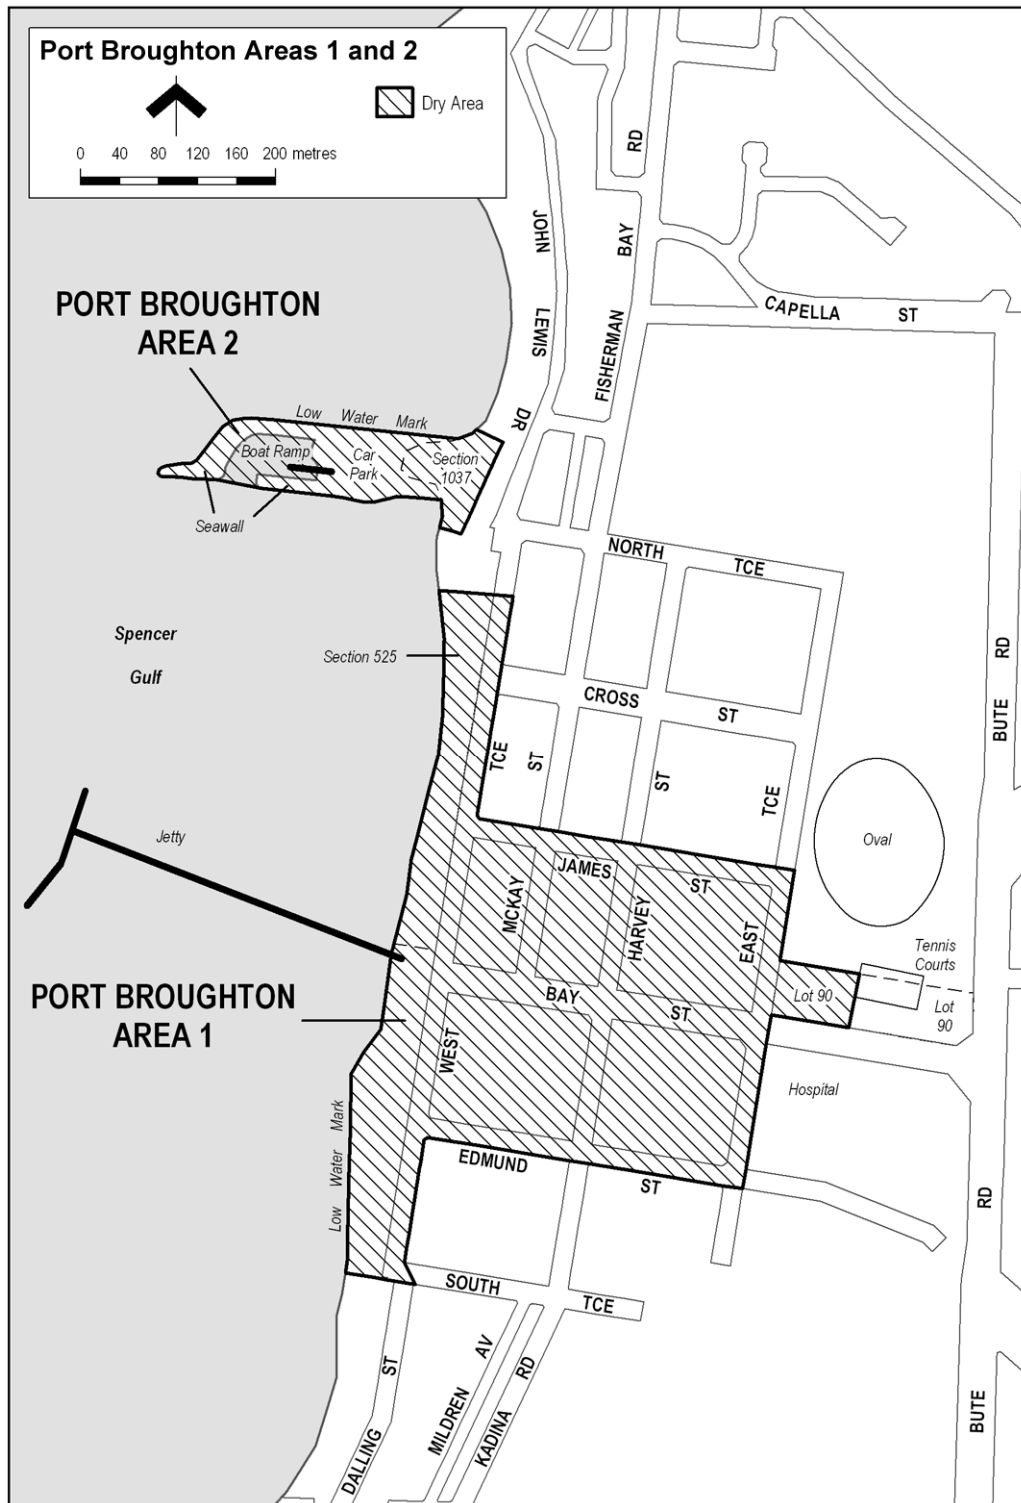 Port Broughton Areas 1 and 2
Dry Area
0 40 80 120 160 200 metres
JOHN
LEWIS
DR
RD
BAY
FISHERMAN
CAPELLA ST
PORT BROUGHTON
AREA 2
Low Water Mark
Boat Ramp
Car
Park
Section
1037
Seawall
NORTH TCE
Spencer
Gulf
Section 525
CROSS ST
RD
BUTE
TCE
ST
ST
TCE
Jetty
Oval
JAMES ST
MCKAY
HARVEY
EAST
Tennis
Courts
Lot 90
Lot
90
PORT BROUGHTON
AREA 1
BAY ST
WEST
Hospital
Low Water Mark
EDMUND ST
RD
SOUTH TCE
ST
DALLING
AV
MILDREN
RD
KADINA
BUTE